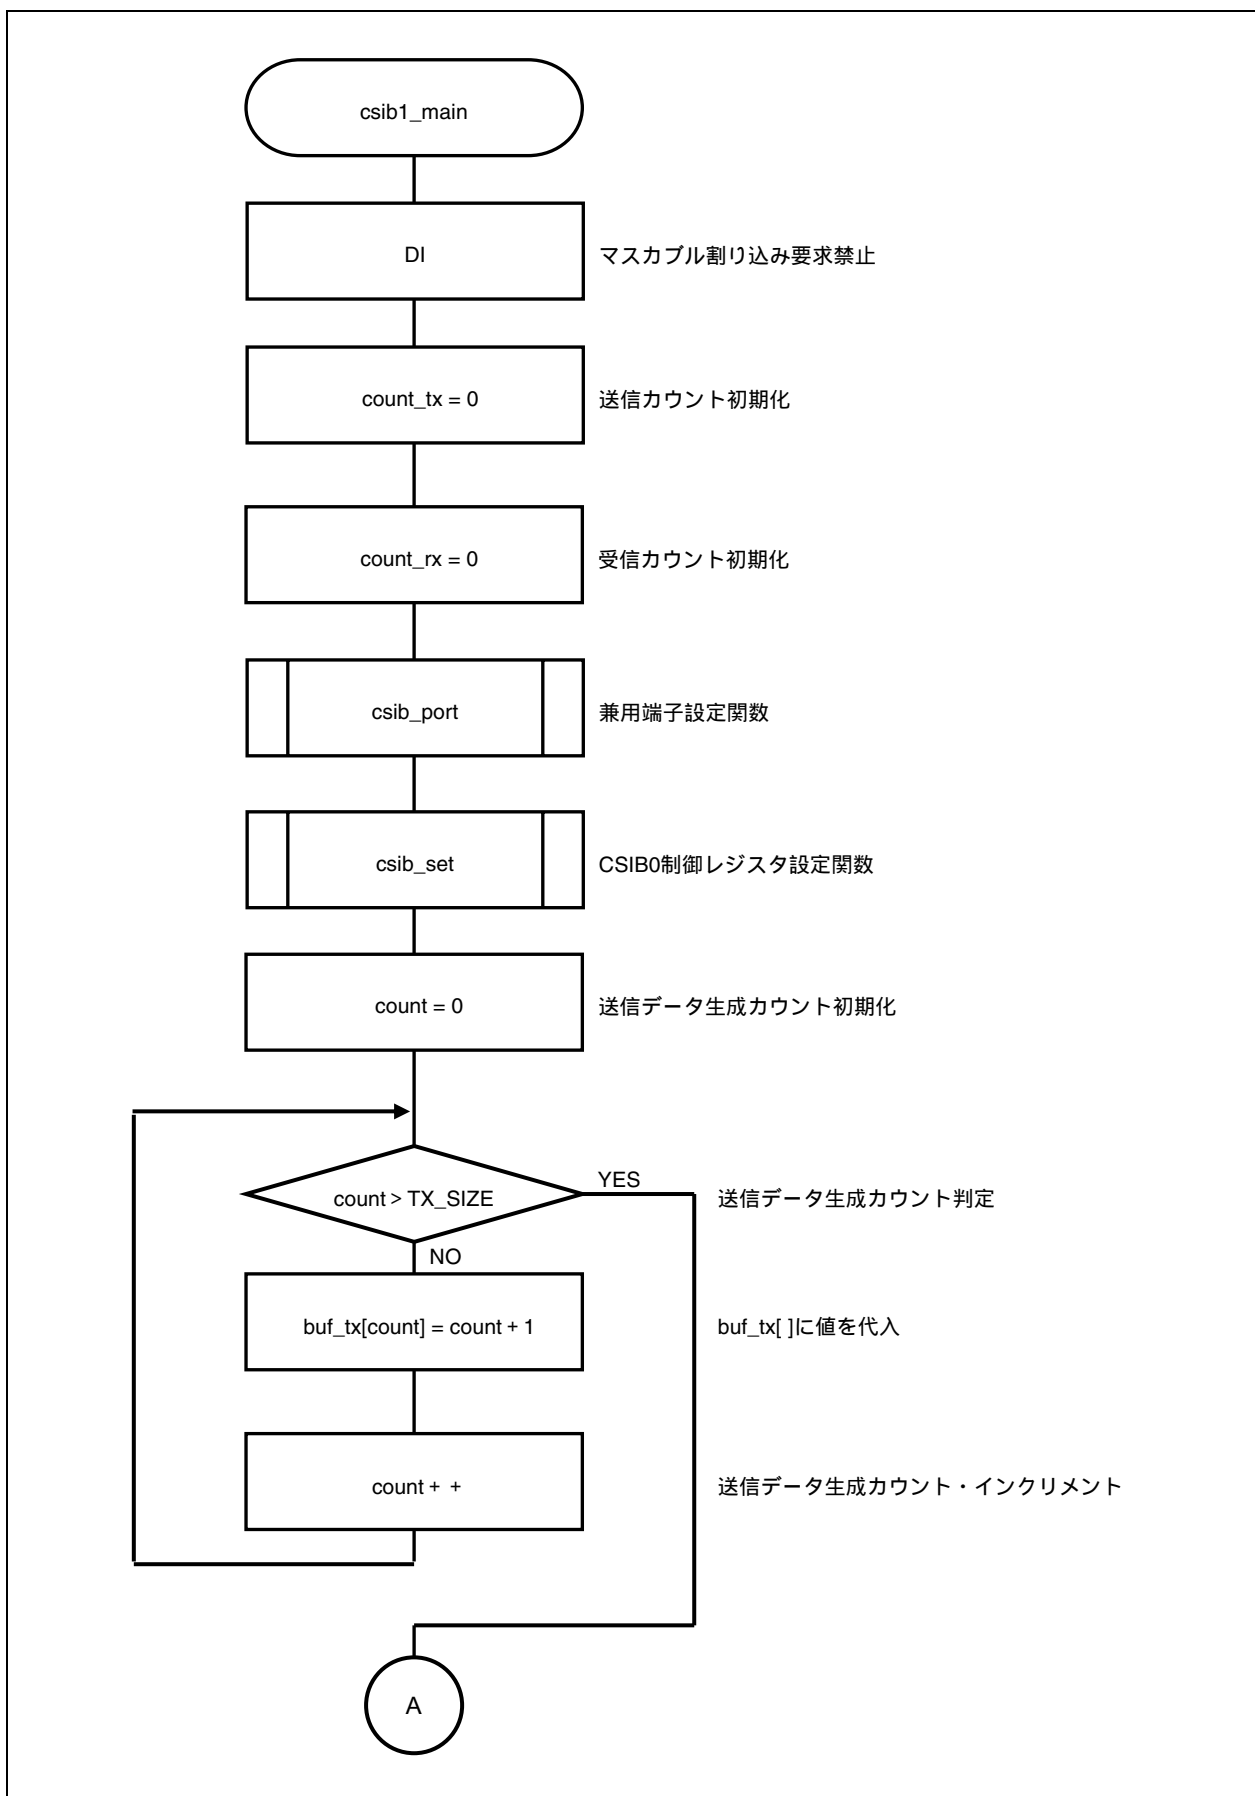 csib1_main
DI
マスカブル割り込み要求禁止
count_tx = 0
送信カウント初期化
count_rx = 0
受信カウント初期化
csib_port
兼用端子設定関数
csib_set
CSIB0制御レジスタ設定関数
count = 0
送信データ生成カウント初期化
count > TX_SIZE
YES
送信データ生成カウント判定
NO
buf_tx[count] = count + 1
buf_tx[ ]に値を代入
count + +
送信データ生成カウント・インクリメント
A